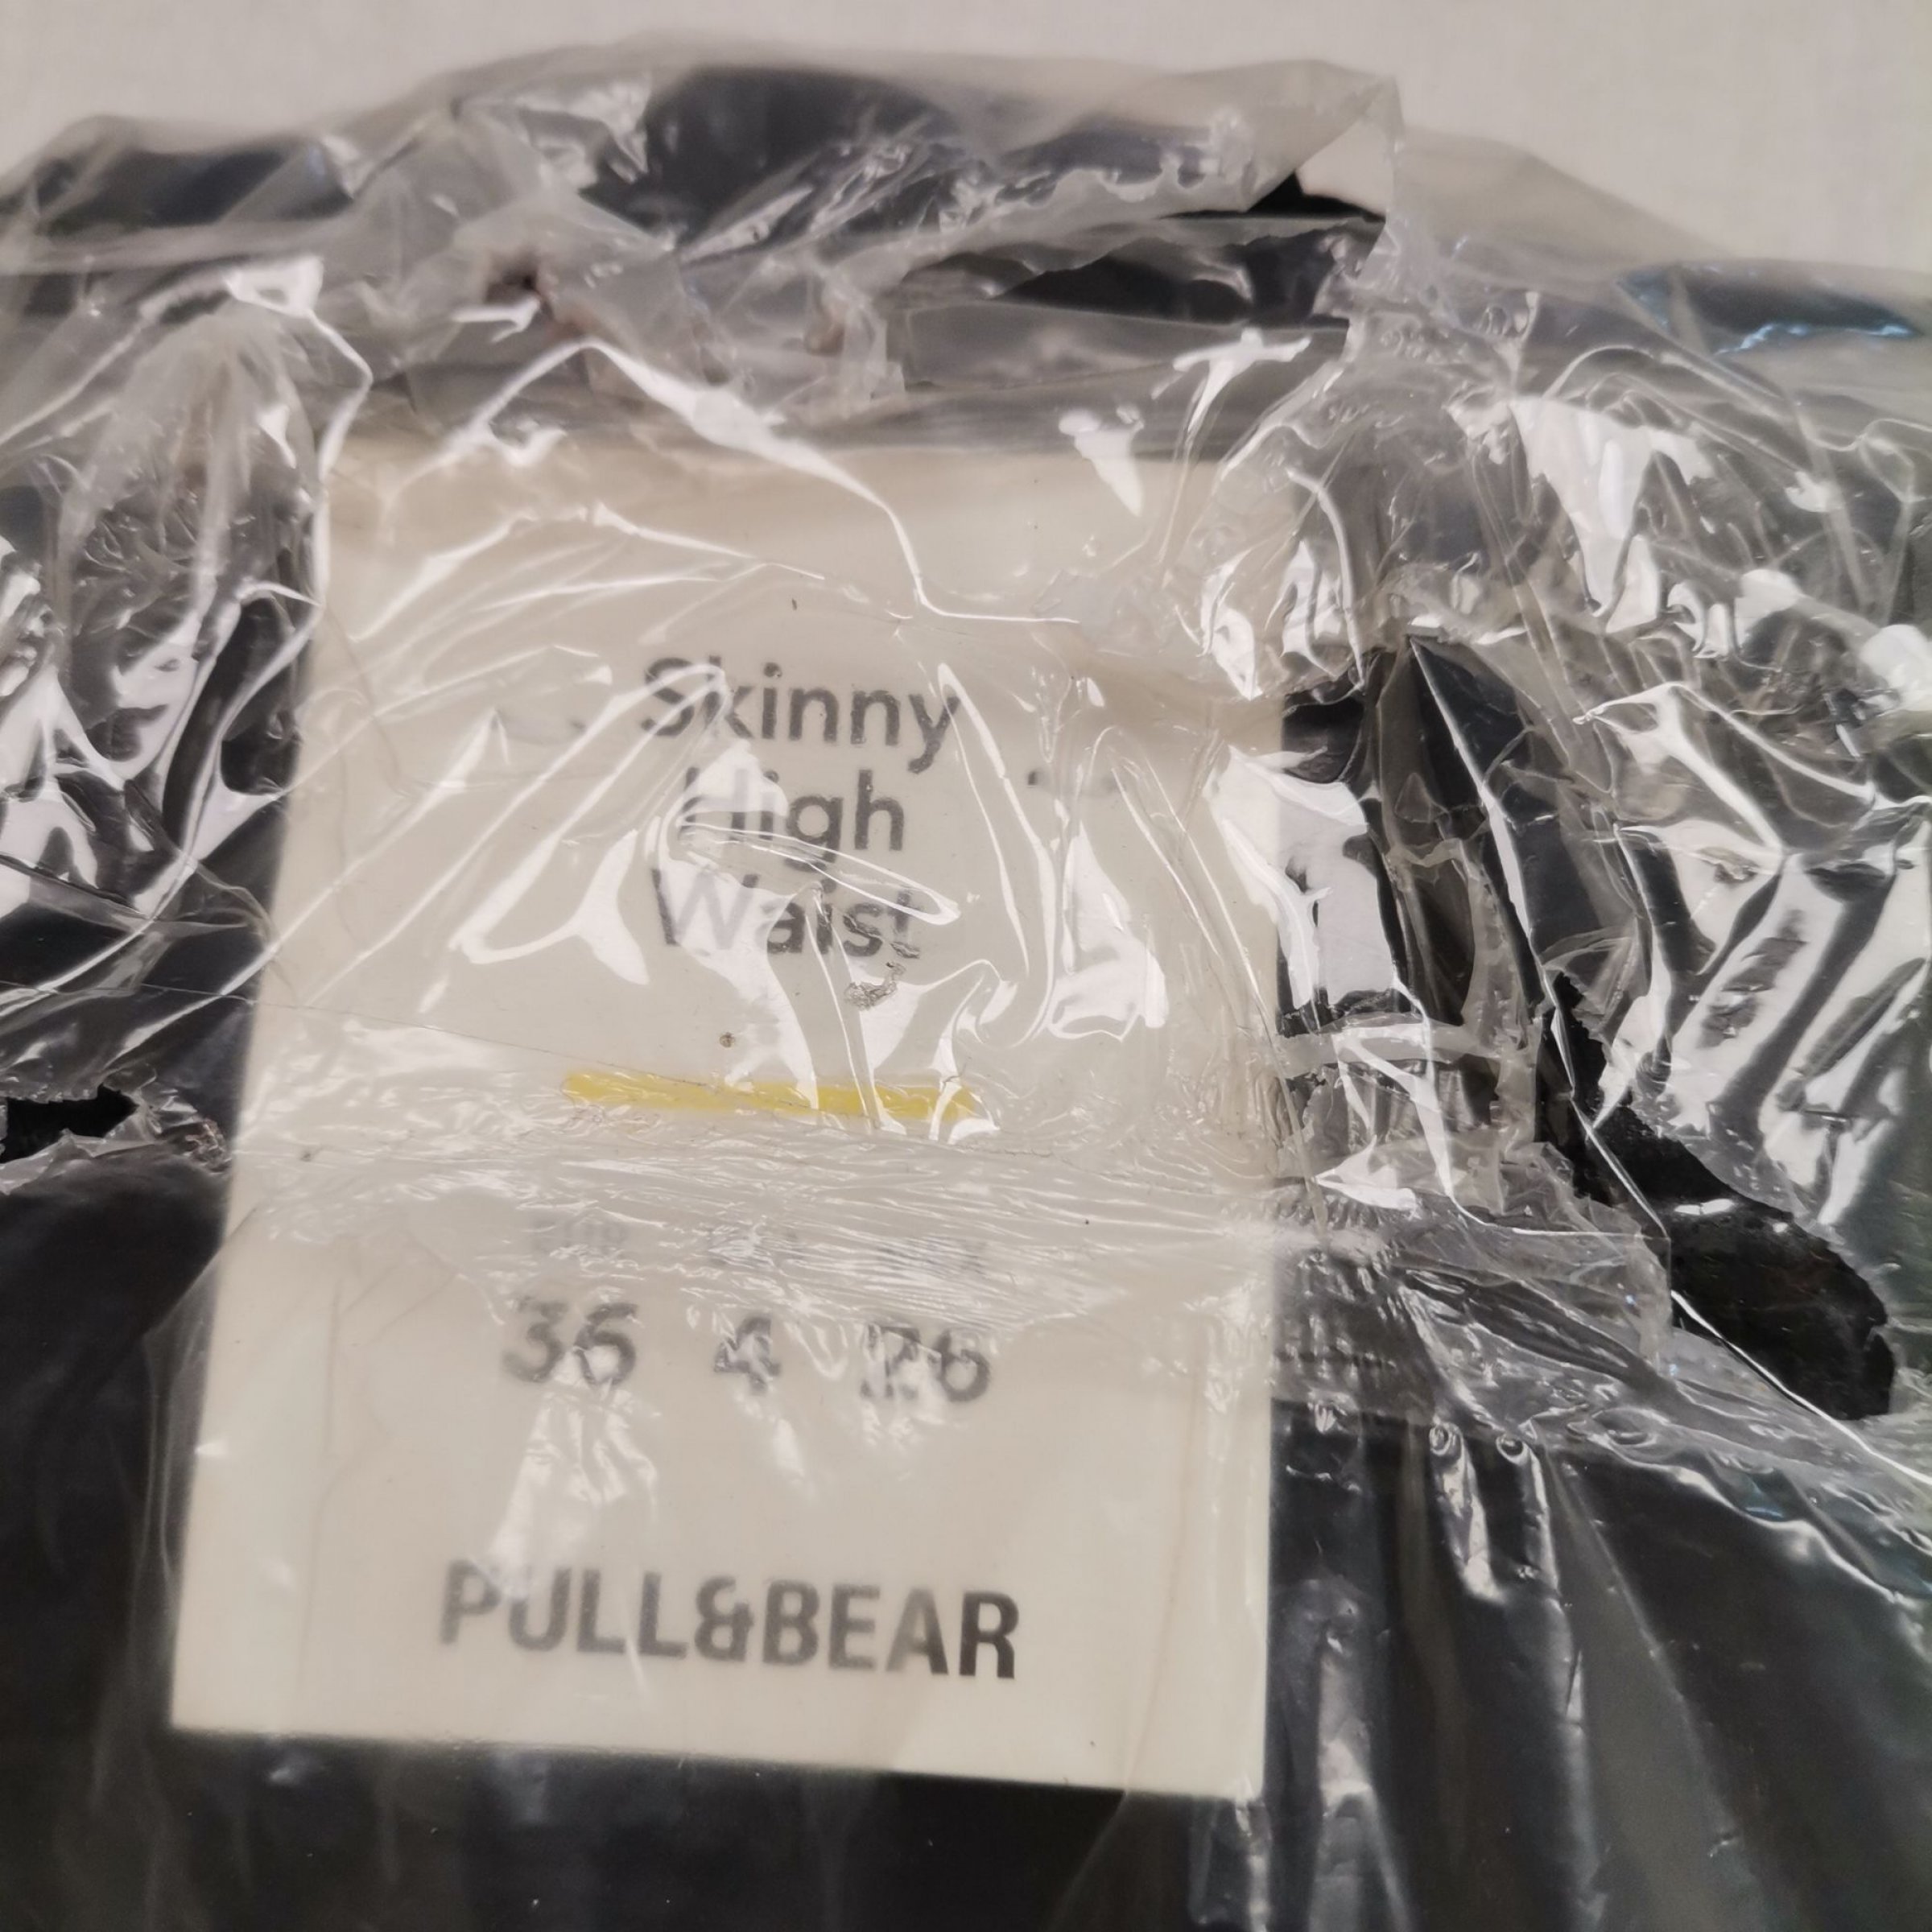 Skinny
High
Waist
36 4 26
PULL&BEAR